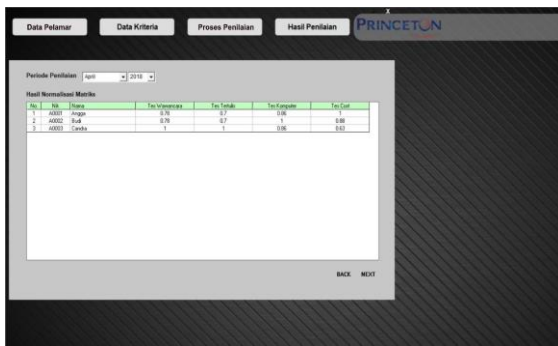 x
Data Pelamar Data Kriteria Proses Penilaian Hasil Penilaian PRINCETON
Periode Penilaian April 2018
Hasil Normalisasi Matriks
No. NA Nama Tes Wawancara Tes Tertulis Tes Komputer Tes Cust
1 A0001 Angga 0.78 0.7 0.86 1
2 A0002 Budi 0.78 0.7 1 0.88
3 A0003 Candra 1 1 0.86 0.63
BACK NEXT